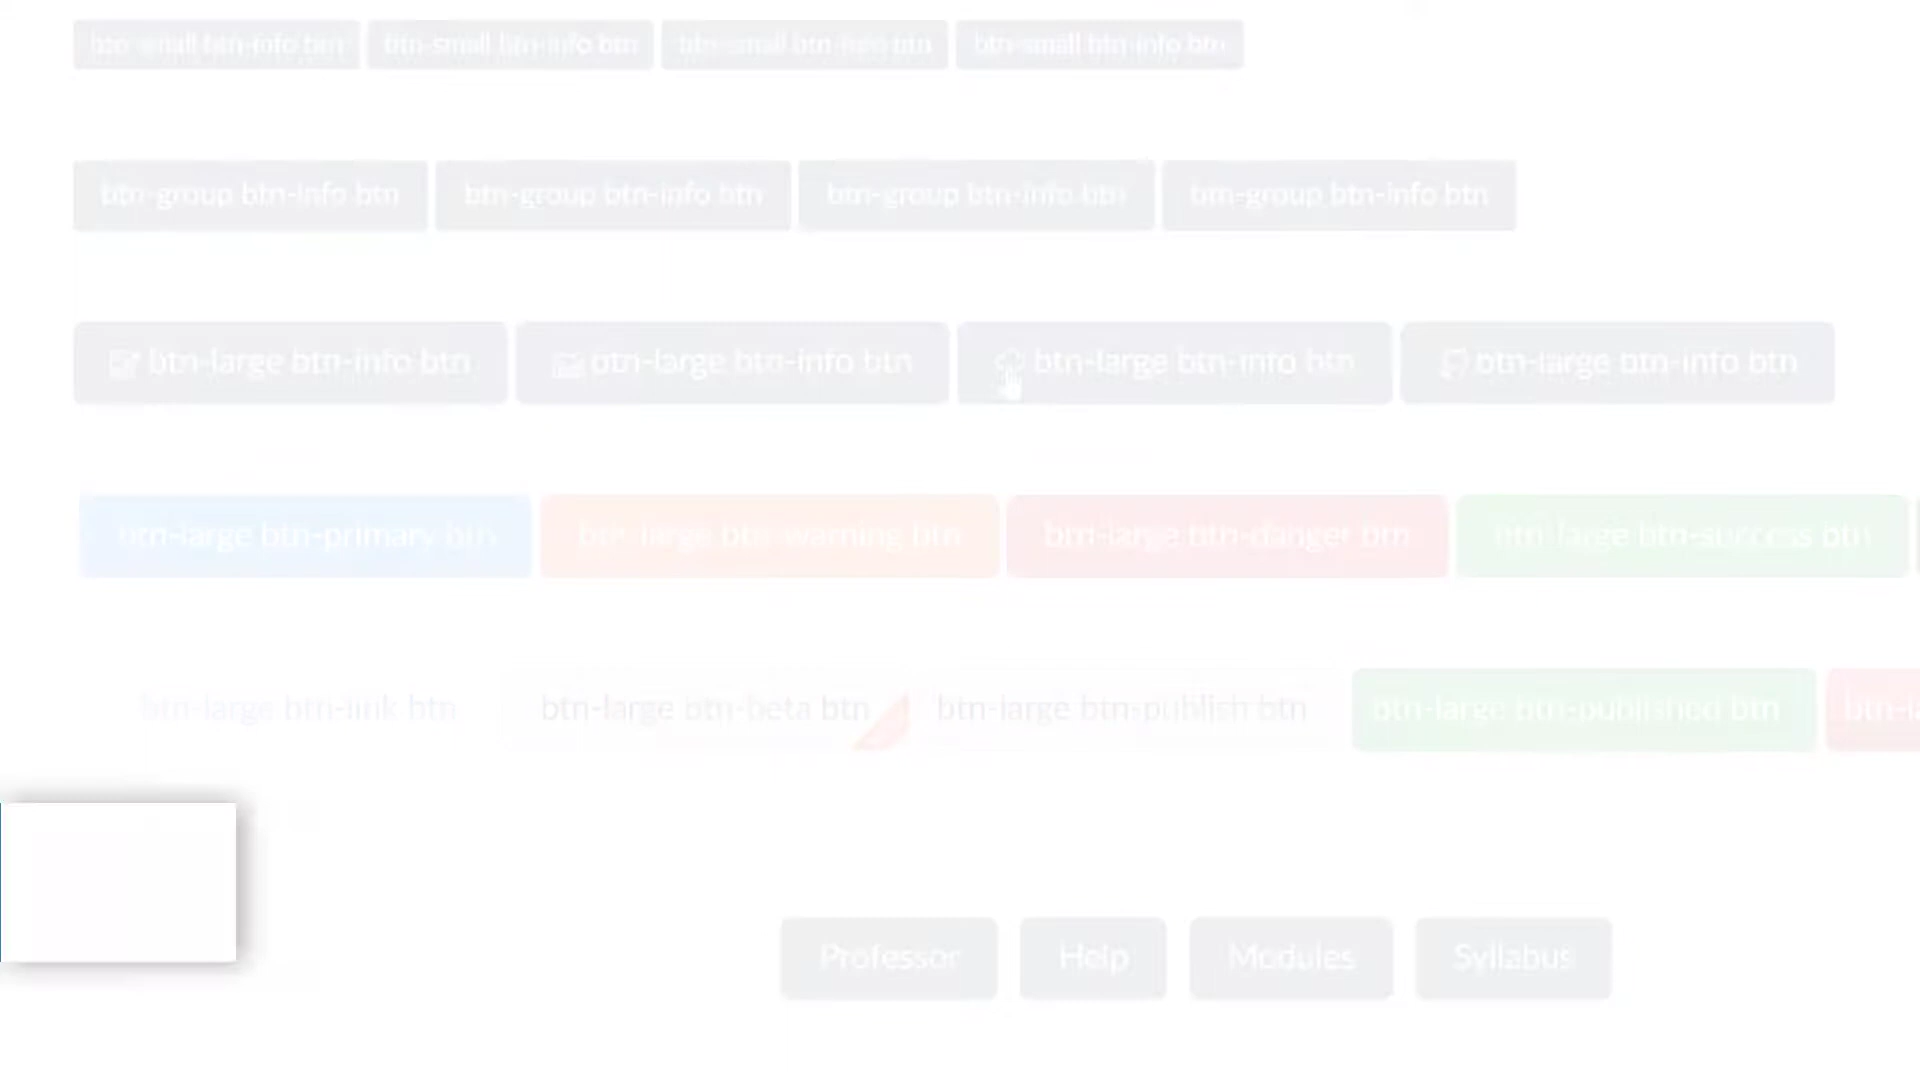 btn-small btn-info btn btn-small btn-info btn btn-small btn-info btn btn-small btn-info btn
btn-group btn-info btn btn-group btn-info btn btn-group btn-info btn btn-group btn-info btn
btn-large btn-info btn btn-large btn-info btn btn-large btn-info btn btn-large btn-info btn
btn-large btn-primary btn btn-large btn-warning btn btn-large btn-danger btn btn-large btn-success btn
btn-large btn-link btn btn-large btn-beta btn btn-large btn-publish btn btn-large btn-published btn
Professor Help Modules Syllabus